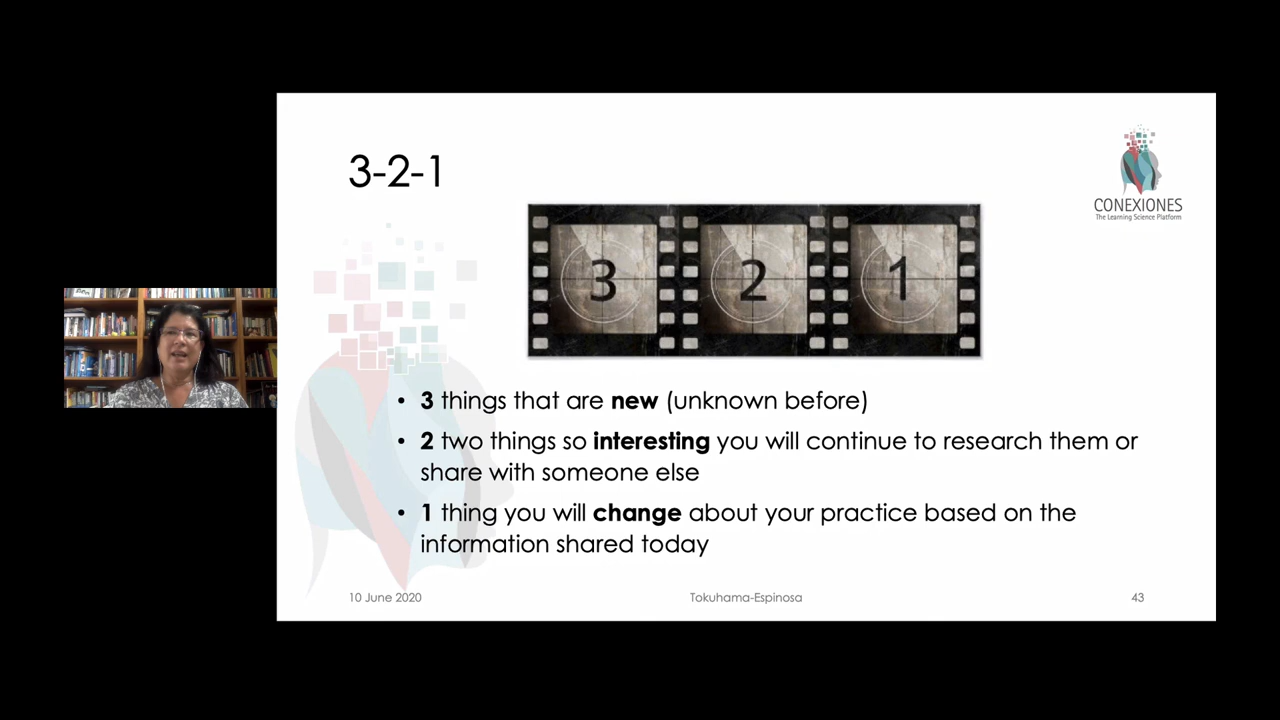 3-2-1
CONEXIONES
The Learning Science Platform
3 2 1
• 3 things that are new (unknown before)
• 2 two things so interesting you will continue to research them or
share with someone else
• 1 thing you will change about your practice based on the
information shared today
10 June 2020 Tokuhama-Espinosa 43